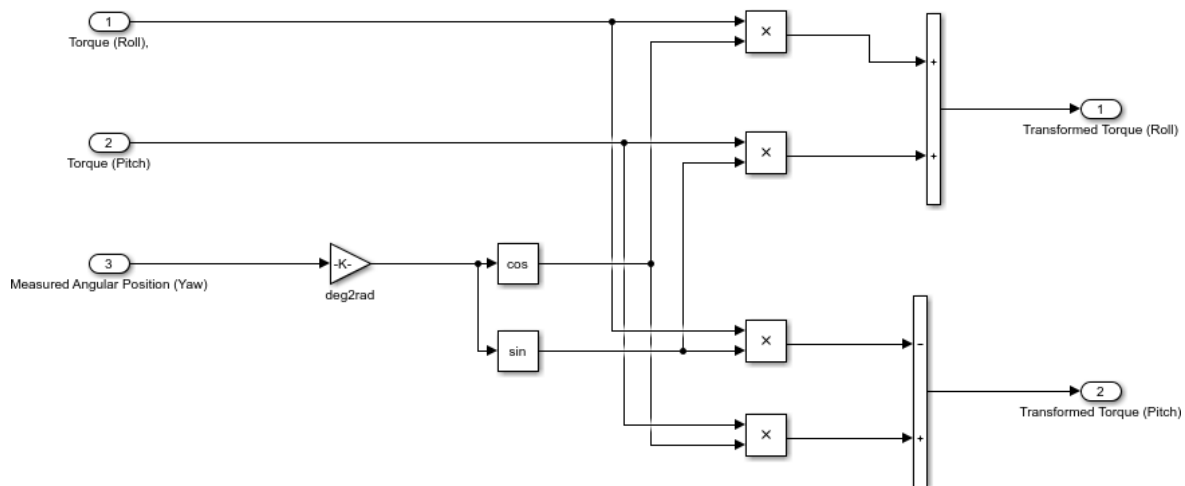 1
Torque (Roll),
×
+
1
Transformed Torque (Roll)
2
Torque (Pitch)
×
+
3
Measured Angular Position (Yaw)
-K-
deg2rad
cos
sin
×
−
2
Transformed Torque (Pitch)
×
+